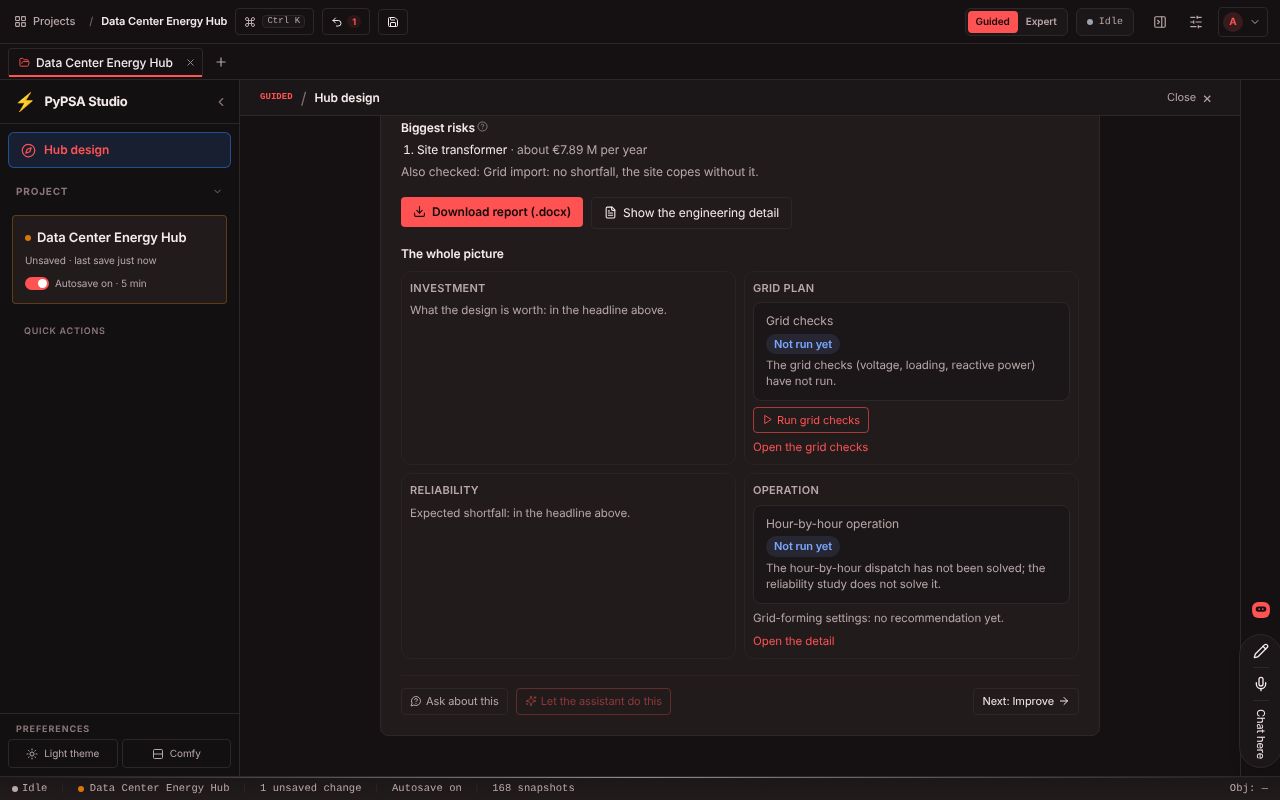 Projects / Data Center Energy Hub
Ctrl K
1
Guided
Expert
Idle
A
Data Center Energy Hub
PyPSA Studio
GUIDED / Hub design
Close
Hub design
PROJECT
Data Center Energy Hub
Unsaved · last save just now
Autosave on · 5 min
QUICK ACTIONS
Biggest risks
1. Site transformer · about €7.89 M per year
Also checked: Grid import: no shortfall, the site copes without it.
Download report (.docx)
Show the engineering detail
The whole picture
INVESTMENT
What the design is worth: in the headline above.
GRID PLAN
Grid checks
Not run yet
The grid checks (voltage, loading, reactive power)
have not run.
Run grid checks
Open the grid checks
RELIABILITY
Expected shortfall: in the headline above.
OPERATION
Hour-by-hour operation
Not run yet
The hour-by-hour dispatch has not been solved; the
reliability study does not solve it.
Grid-forming settings: no recommendation yet.
Open the detail
Ask about this
Let the assistant do this
Next: Improve
Chat here
PREFERENCES
Light theme
Comfy
Idle
Data Center Energy Hub
1 unsaved change
Autosave on
168 snapshots
Obj: —